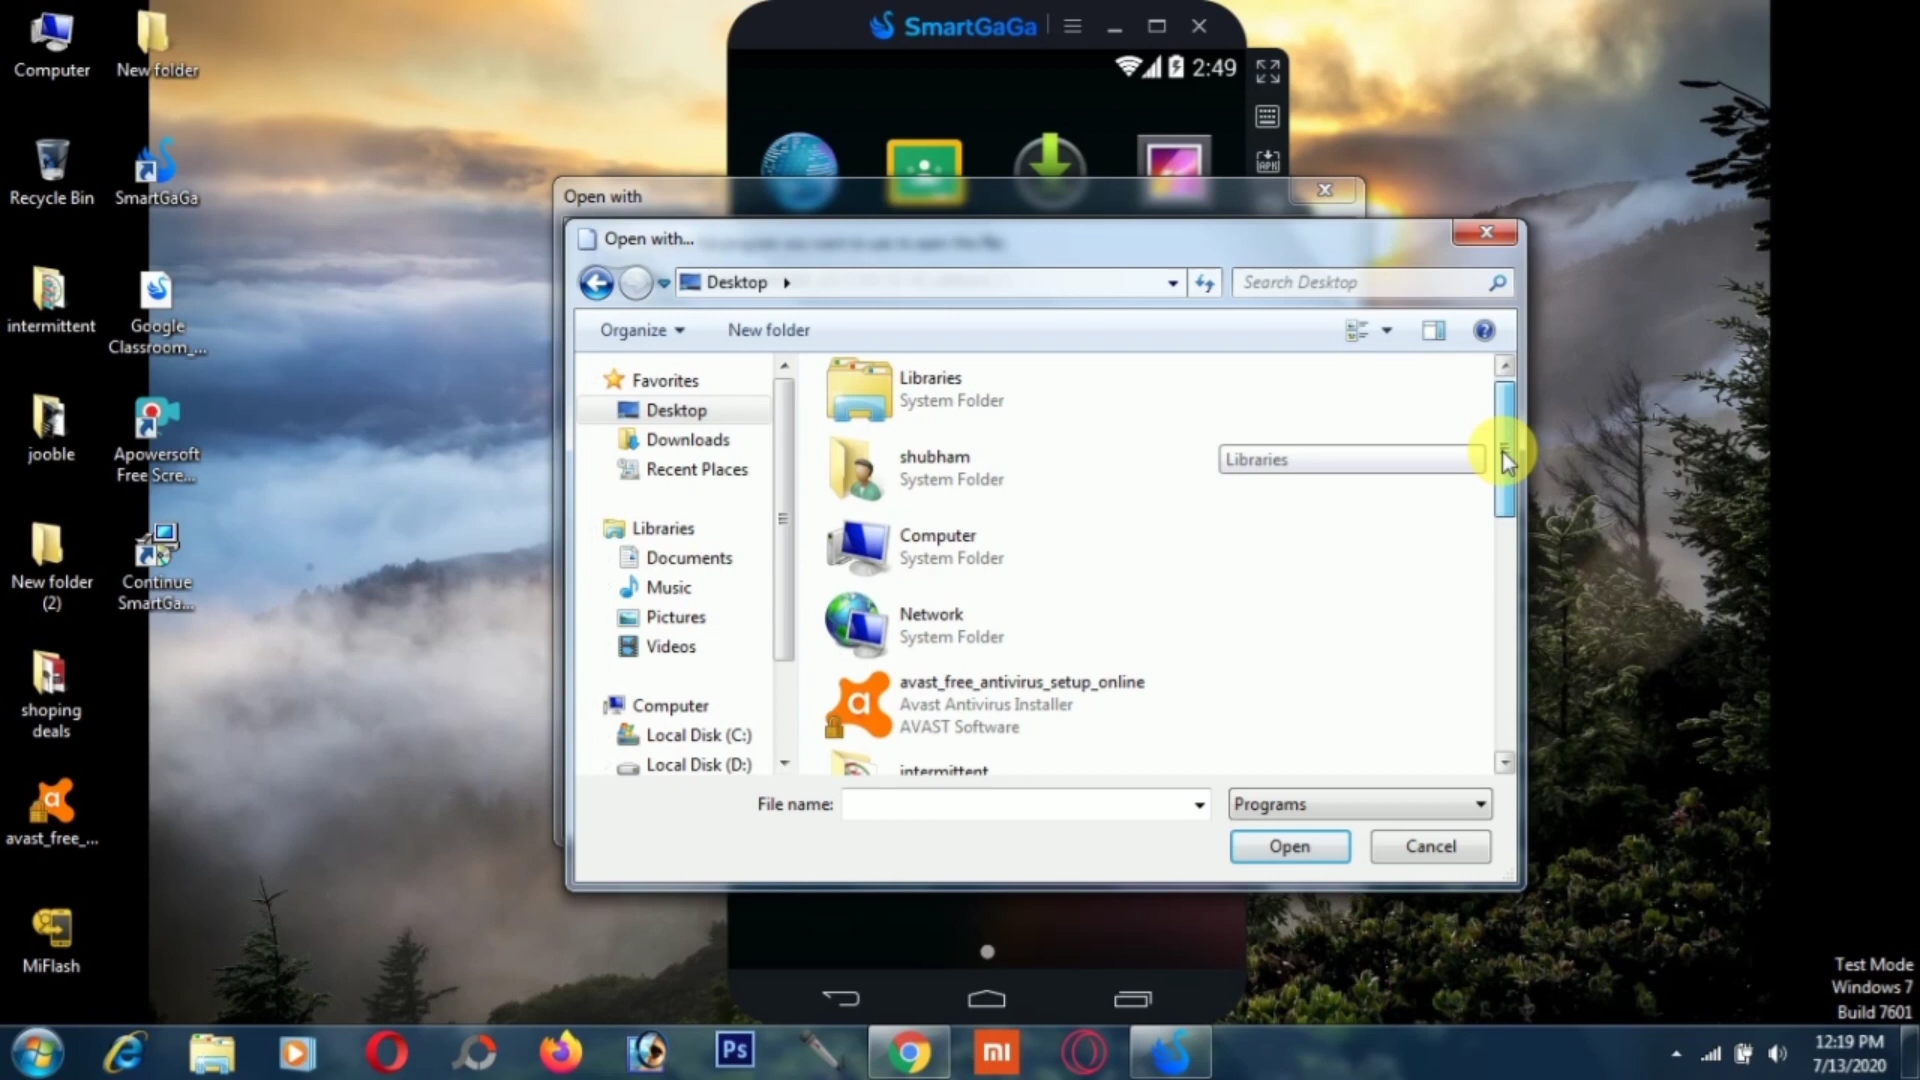 Computer
New folder
Recycle Bin
SmartGaGa
intermittent
Google
Classroom_...
jooble
Apowersoft
Free Scre...
New folder
(2)
Continue
SmartGa...
shoping
deals
avast_free_...
MiFlash
SmartGaGa
2:49
APK
Open with
Open with...
Desktop
Search Desktop
Organize
New folder
Favorites
Desktop
Downloads
Recent Places
Libraries
Documents
Music
Pictures
Videos
Computer
Local Disk (C:)
Local Disk (D:)
Libraries
System Folder
shubham
System Folder
Computer
System Folder
Network
System Folder
avast_free_antivirus_setup_online
Avast Antivirus Installer
AVAST Software
intermittent
Libraries
File name:
Programs
Open
Cancel
Test Mode
Windows 7
Build 7601
Ps
mi
12:19 PM
7/13/2020